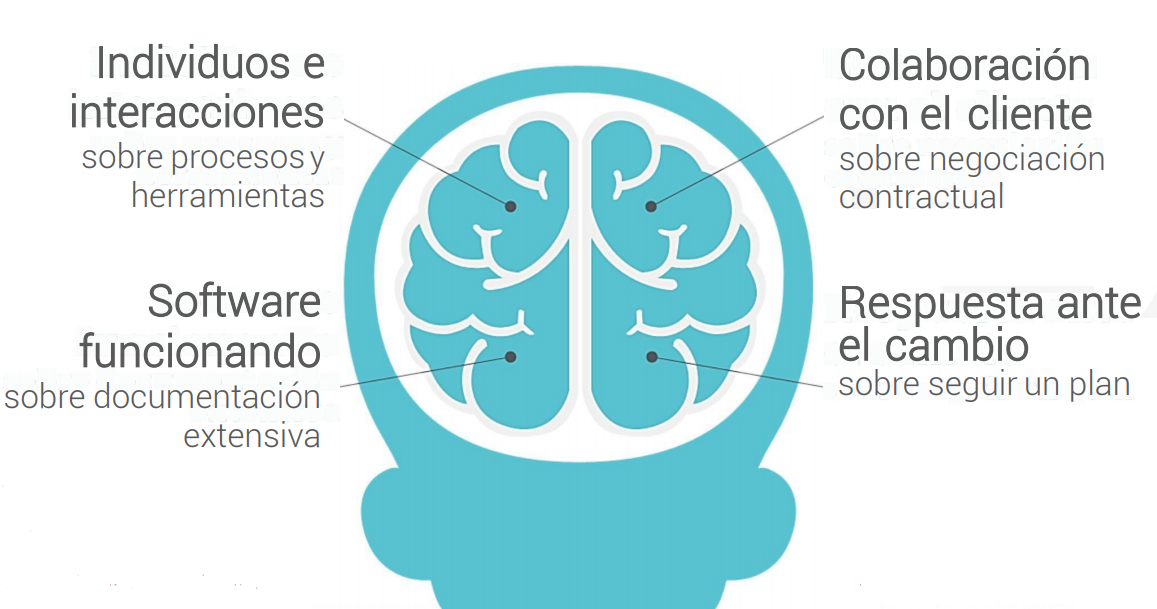 Individuos e
interacciones
sobre procesos y
herramientas
Colaboración
con el cliente
sobre negociación
contractual
Software
funcionando
sobre documentación
extensiva
Respuesta ante
el cambio
sobre seguir un plan